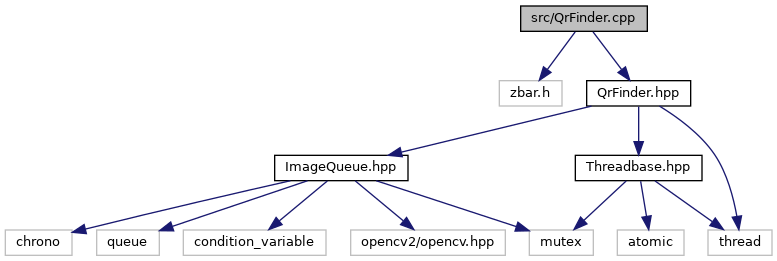 src/QrFinder.cpp
zbar.h
QrFinder.hpp
ImageQueue.hpp
Threadbase.hpp
chrono
queue
condition_variable
opencv2/opencv.hpp
mutex
atomic
thread